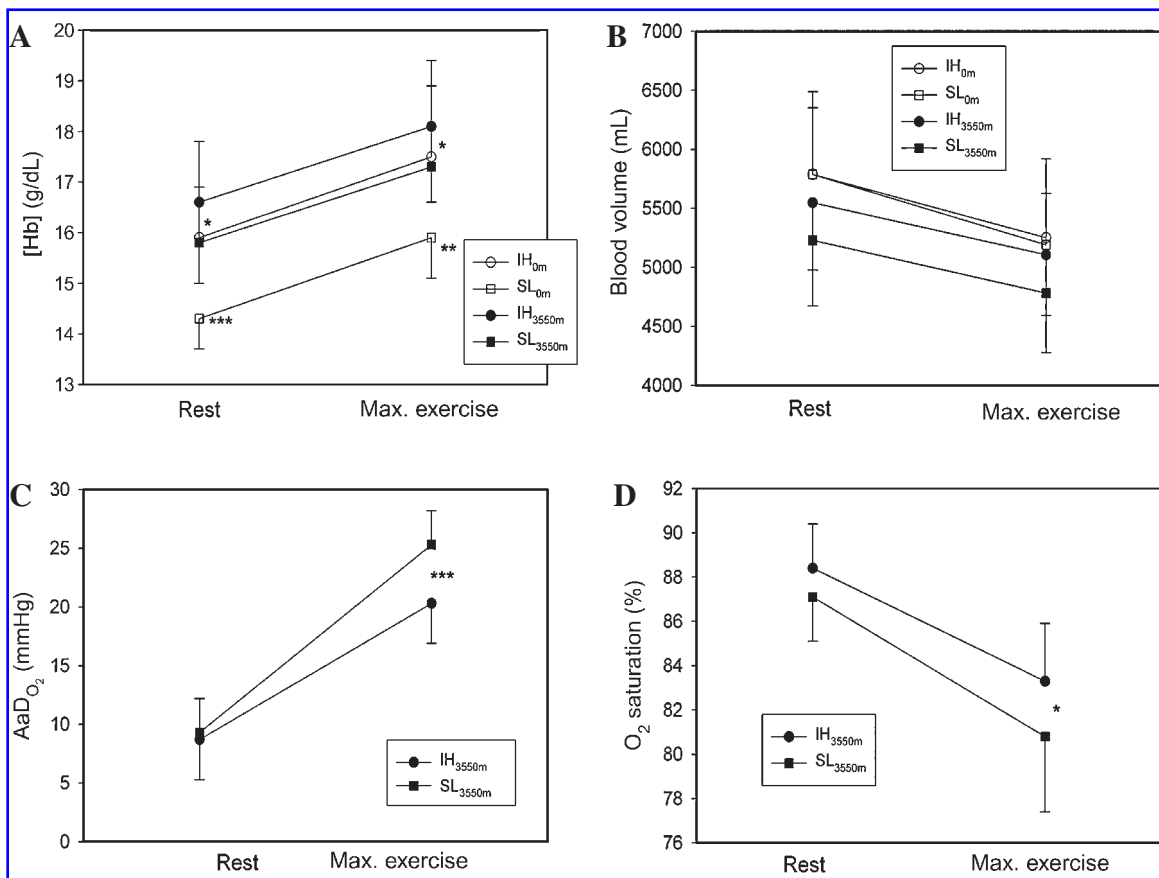 A
20
19
18
17
16
15
14
13
[Hb] (g/dL)
*
*
***
**
IH0m
SL0m
IH3550m
SL3550m
Rest
Max. exercise
B
7000
6500
6000
5500
5000
4500
4000
Blood volume (mL)
IH0m
SL0m
IH3550m
SL3550m
Rest
Max. exercise
C
30
25
20
15
10
5
0
AaDO2 (mmHg)
***
IH3550m
SL3550m
Rest
Max. exercise
D
92
90
88
86
84
82
80
78
76
O2 saturation (%)
*
IH3550m
SL3550m
Rest
Max. exercise